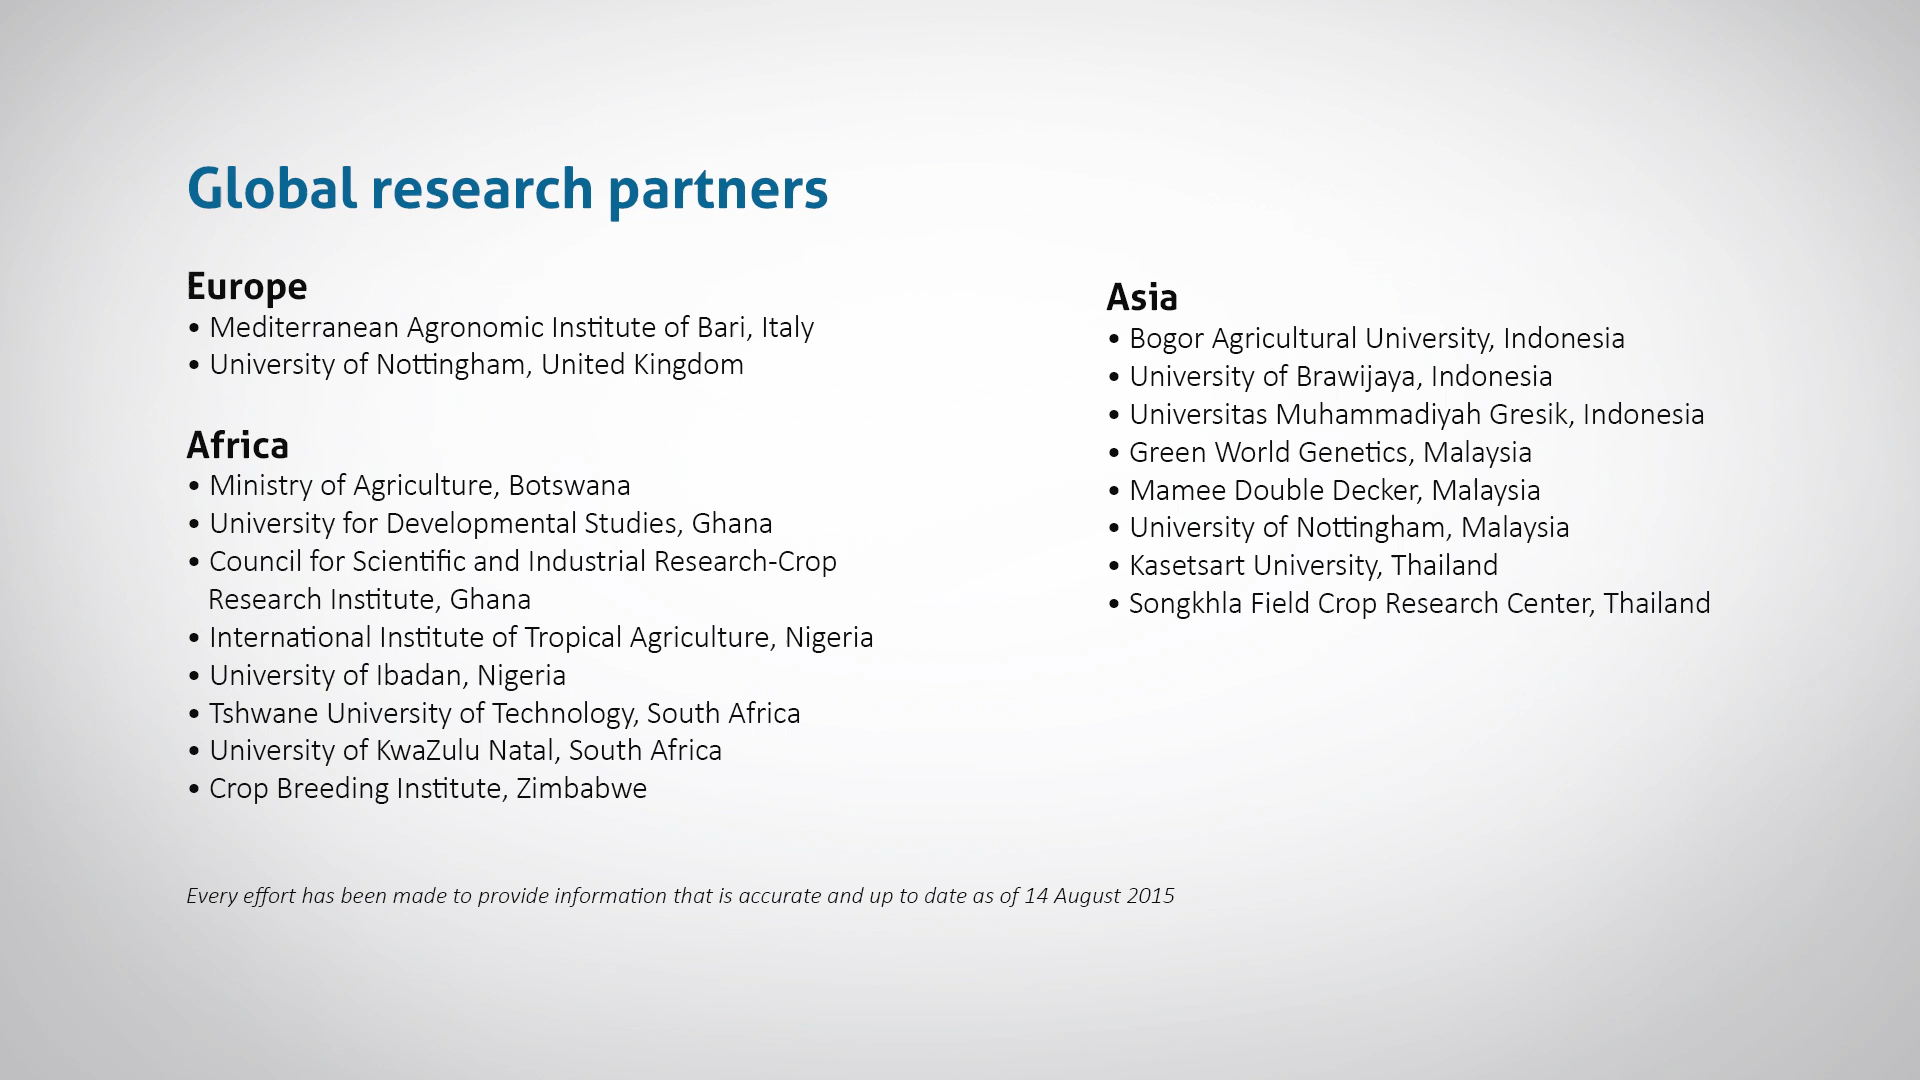 Global research partners
Europe
• Mediterranean Agronomic Institute of Bari, Italy
• University of Nottingham, United Kingdom
Africa
• Ministry of Agriculture, Botswana
• University for Developmental Studies, Ghana
• Council for Scientific and Industrial Research-Crop
Research Institute, Ghana
• International Institute of Tropical Agriculture, Nigeria
• University of Ibadan, Nigeria
• Tshwane University of Technology, South Africa
• University of KwaZulu Natal, South Africa
• Crop Breeding Institute, Zimbabwe
Asia
• Bogor Agricultural University, Indonesia
• University of Brawijaya, Indonesia
• Universitas Muhammadiyah Gresik, Indonesia
• Green World Genetics, Malaysia
• Mamee Double Decker, Malaysia
• University of Nottingham, Malaysia
• Kasetsart University, Thailand
• Songkhla Field Crop Research Center, Thailand
Every effort has been made to provide information that is accurate and up to date as of 14 August 2015